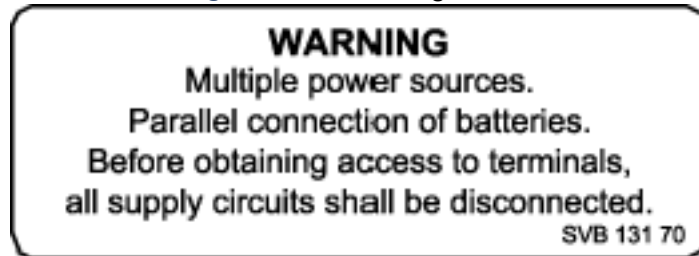 WARNING
Multiple power sources.
Parallel connection of batteries.
Before obtaining access to terminals,
all supply circuits shall be disconnected.
SVB 131 70